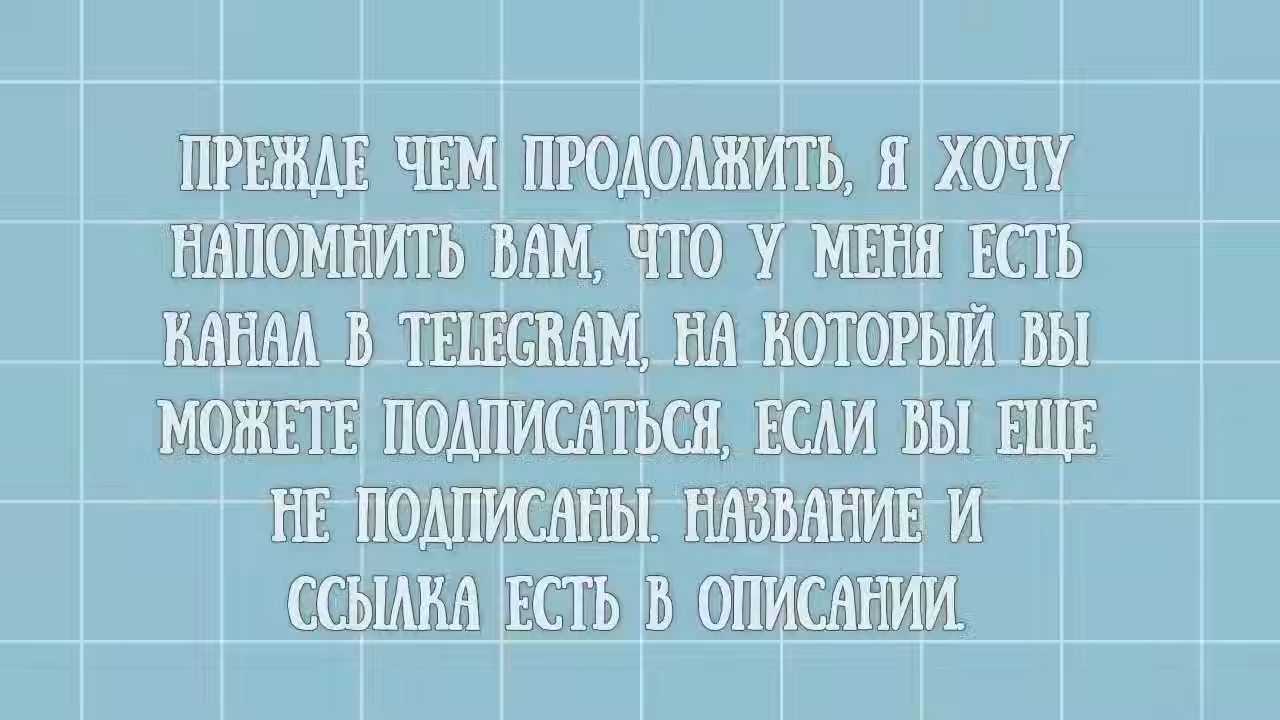 ПРЕЖДЕ ЧЕМ ПРОДОЛЖИТЬ, Я ХОЧУ
НАПОМНИТЬ ВАМ, ЧТО У МЕНЯ ЕСТЬ
КАНАЛ В TELEGRAM, НА КОТОРЫЙ ВЫ
МОЖЕТЕ ПОДПИСАТЬСЯ, ЕСЛИ ВЫ ЕЩЕ
НЕ ПОДПИСАНЫ. НАЗВАНИЕ И
ССЫЛКА ЕСТЬ В ОПИСАНИИ.